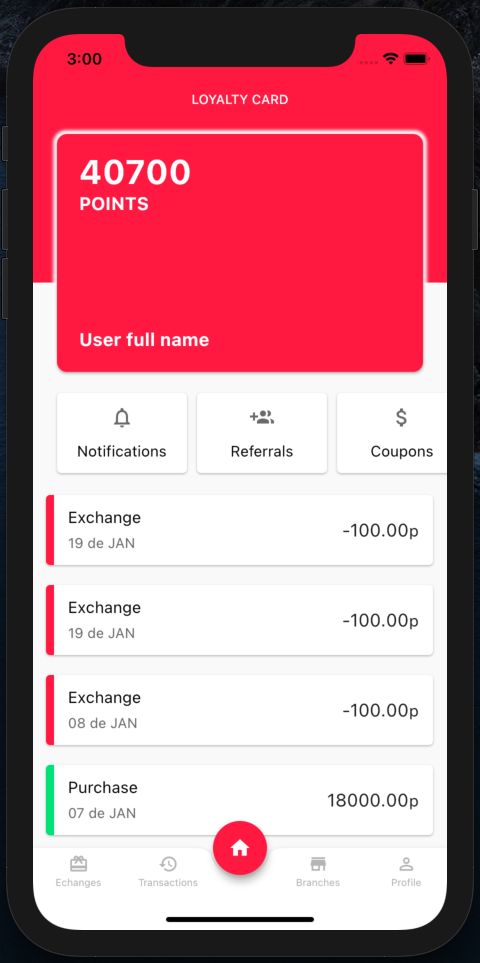 3:00
LOYALTY CARD
40700
POINTS
User full name
Notifications
Referrals
Coupons
Exchange
19 de JAN
-100.00p
Exchange
19 de JAN
-100.00p
Exchange
08 de JAN
-100.00p
Purchase
07 de JAN
18000.00p
Echanges
Transactions
Branches
Profile